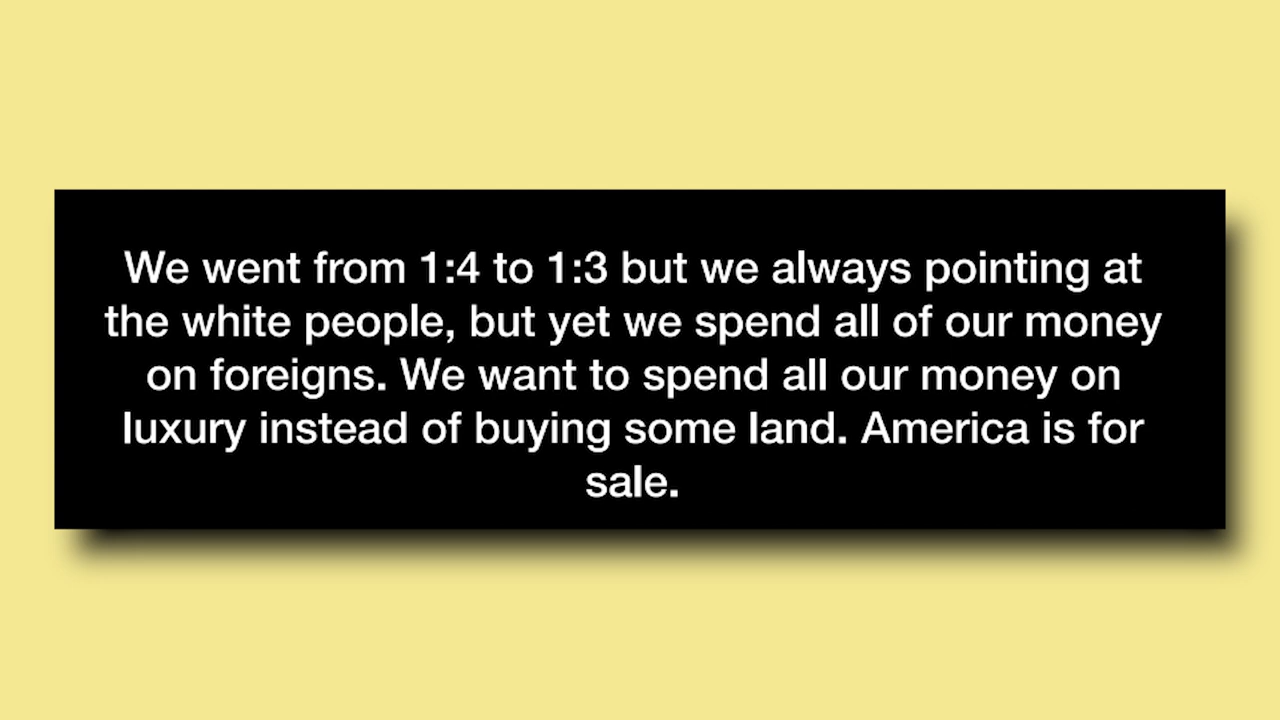 We went from 1:4 to 1:3 but we always pointing at
the white people, but yet we spend all of our money
on foreigns. We want to spend all our money on
luxury instead of buying some land. America is for
sale.